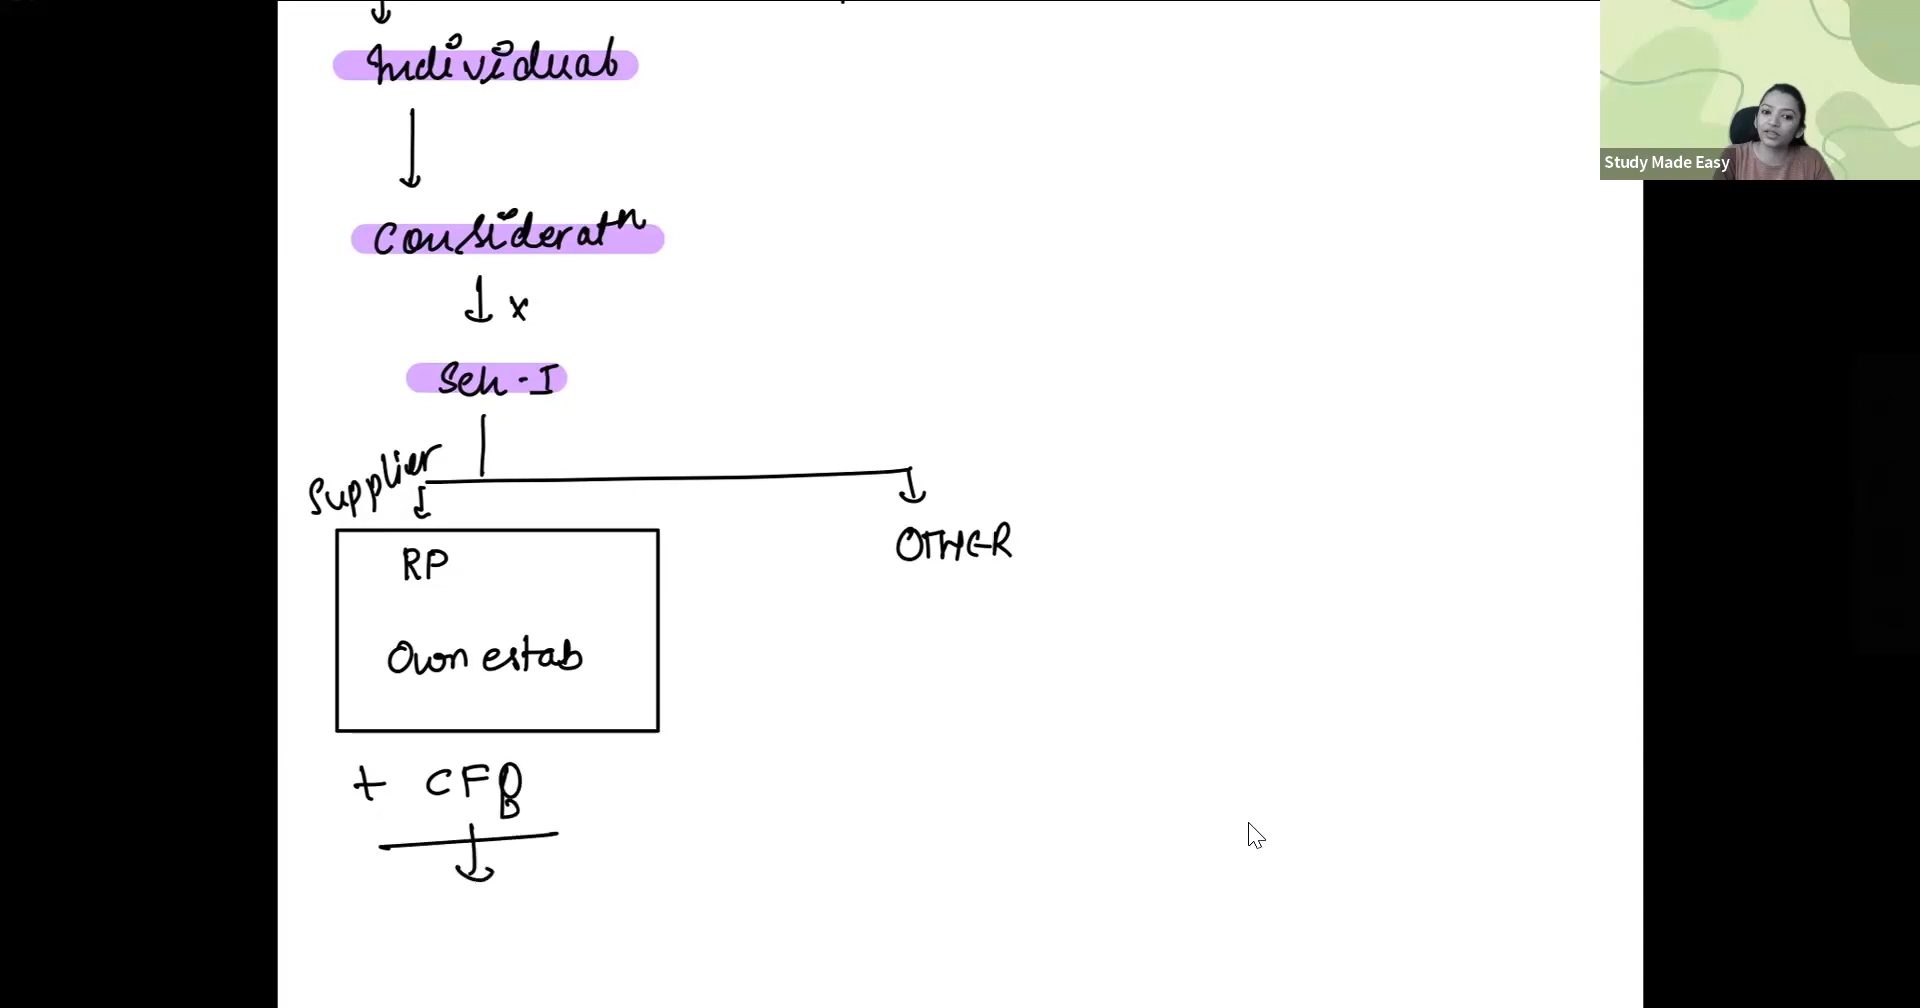 Individual
Study Made Easy
Consideratn
x
Sch-I
Supplier
OTHER
RP
Own estab
+ CFB